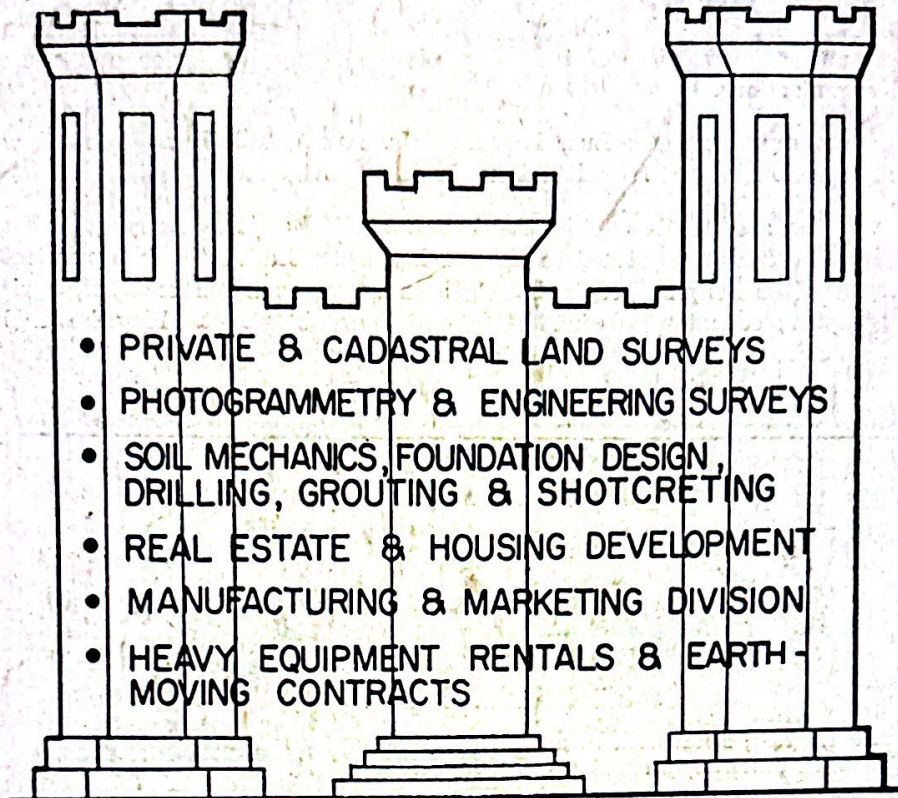 • PRIVATE & CADASTRAL LAND SURVEYS
• PHOTOGRAMMETRY & ENGINEERING SURVEYS
• SOIL MECHANICS, FOUNDATION DESIGN,
DRILLING, GROUTING & SHOTCRETING
• REAL ESTATE & HOUSING DEVELOPMENT
• MANUFACTURING & MARKETING DIVISION
• HEAVY EQUIPMENT RENTALS & EARTH-
MOVING CONTRACTS